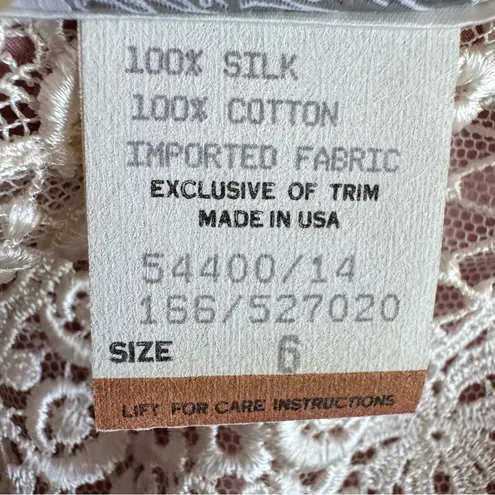 100% SILK
100% COTTON
IMPORTED FABRIC
EXCLUSIVE OF TRIM
MADE IN USA
54400/14
166/527020
SIZE 6
LIFT FOR CARE INSTRUCTIONS